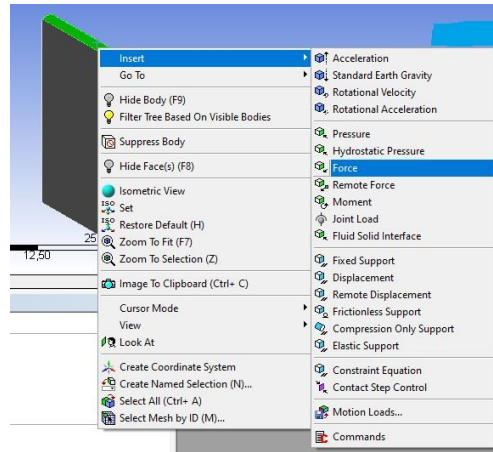 Insert
Go To
Hide Body (F9)
Filter Tree Based On Visible Bodies
Suppress Body
Hide Face(s) (F8)
Isometric View
ISO Set
ISO Restore Default (H)
Zoom To Fit (F7)
Zoom To Selection (Z)
Image To Clipboard (Ctrl+ C)
Cursor Mode
View
Look At
Create Coordinate System
Create Named Selection (N)...
Select All (Ctrl+ A)
Select Mesh by ID (M)...
Acceleration
Standard Earth Gravity
Rotational Velocity
Rotational Acceleration
Pressure
Hydrostatic Pressure
Force
Remote Force
Moment
Joint Load
Fluid Solid Interface
Fixed Support
Displacement
Remote Displacement
Frictionless Support
Compression Only Support
Elastic Support
Constraint Equation
Contact Step Control
Motion Loads...
Commands
25
12,50